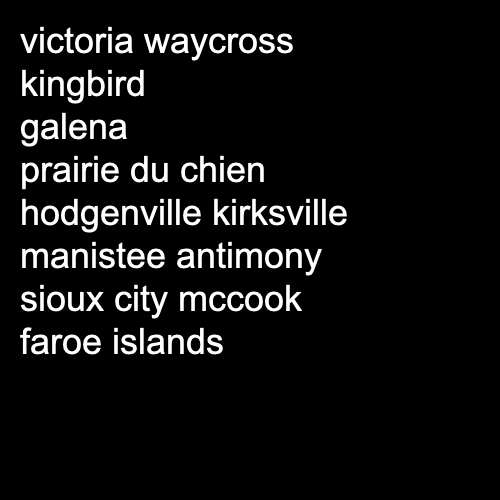 victoria waycross
kingbird
galena
prairie du chien
hodgenville kirksville
manistee antimony
sioux city mccook
faroe islands